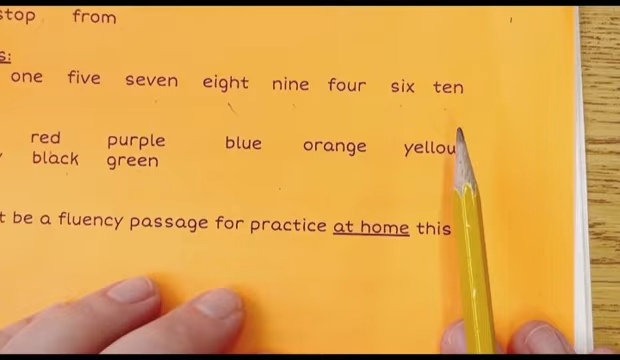 stop from
s:
one five seven eight nine four six ten
red purple blue orange yellow
black green
be a fluency passage for practice at home this